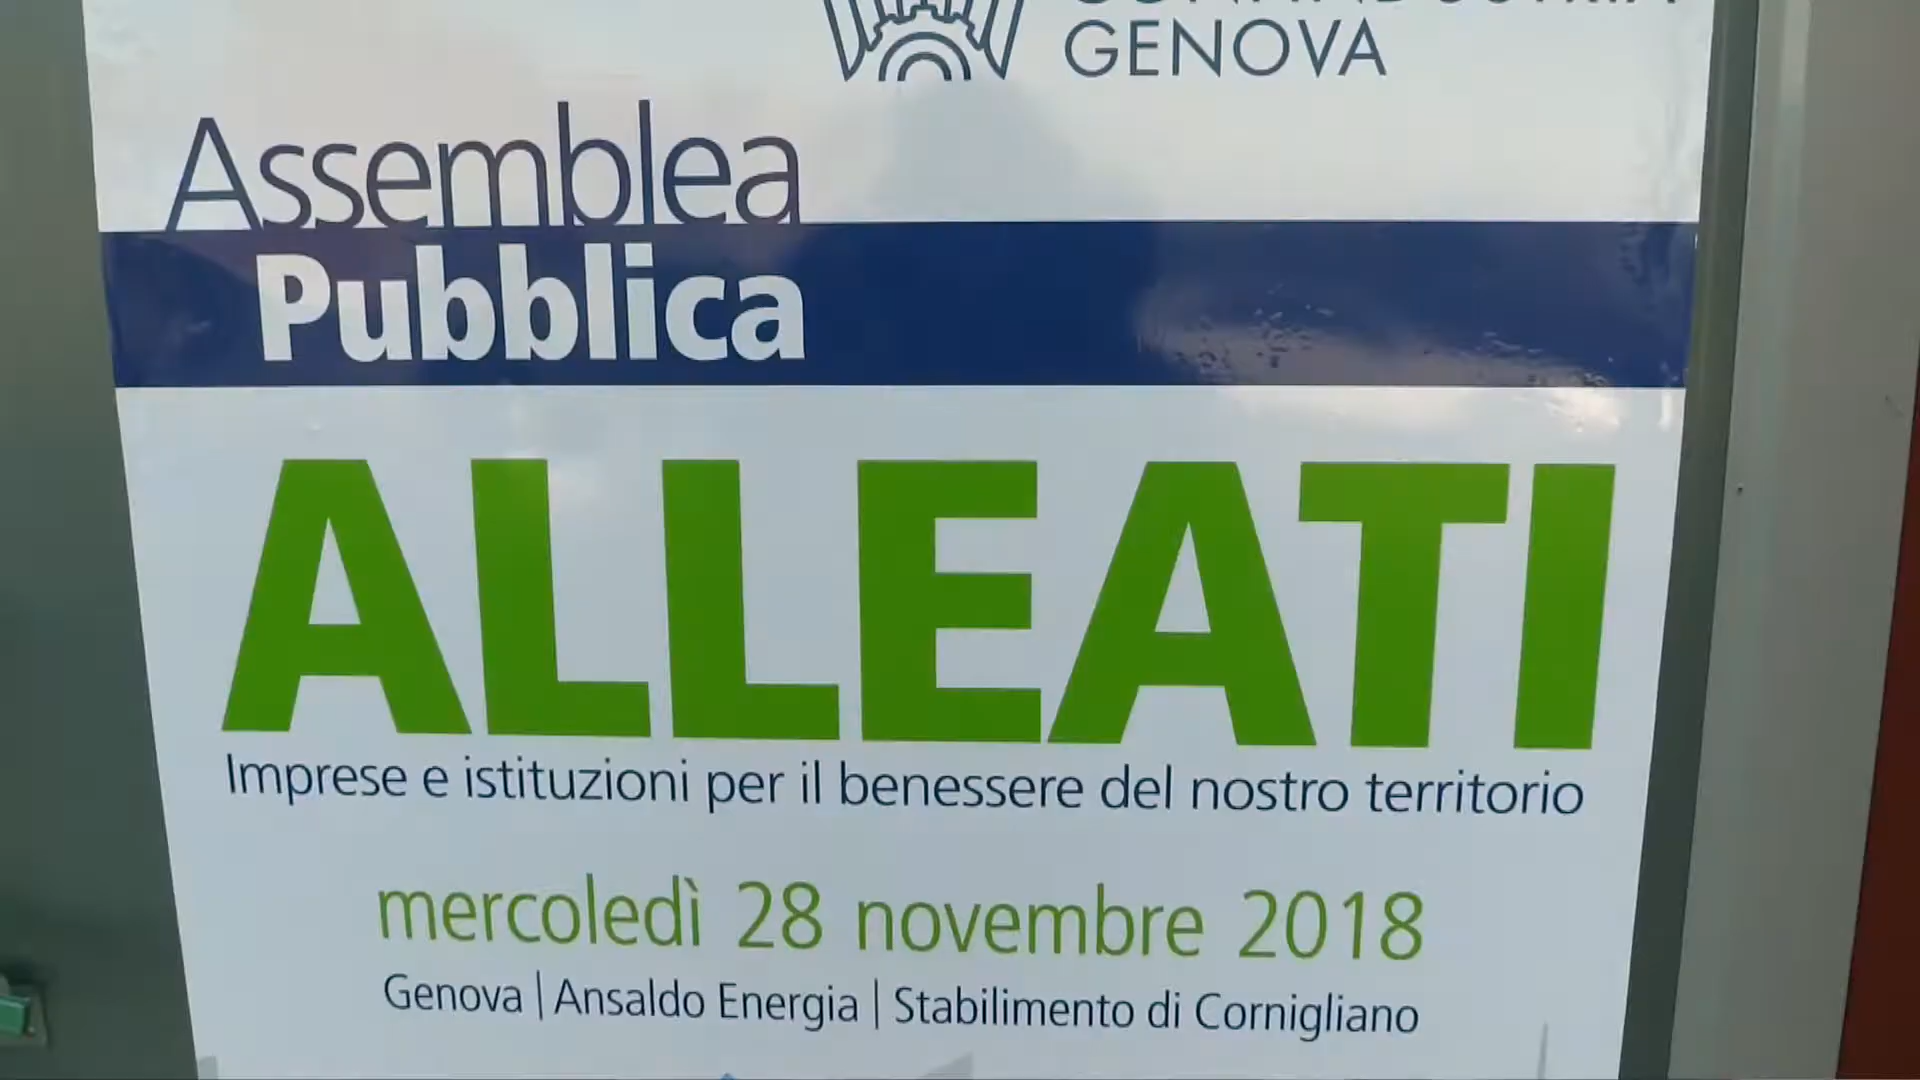 CONFINDUSTRIA
GENOVA
Assemblea
Pubblica
ALLEATI
Imprese e istituzioni per il benessere del nostro territorio
mercoledì 28 novembre 2018
Genova | Ansaldo Energia | Stabilimento di Cornigliano